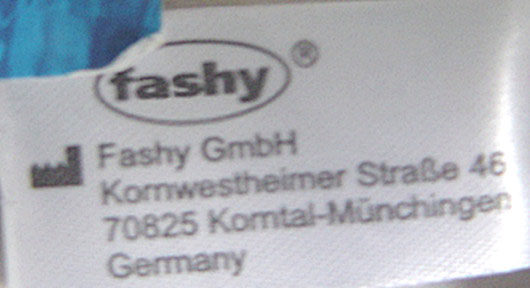 fashy®
Fashy GmbH
Kornwestheimer Straße 46
70825 Korntal-Münchingen
Germany